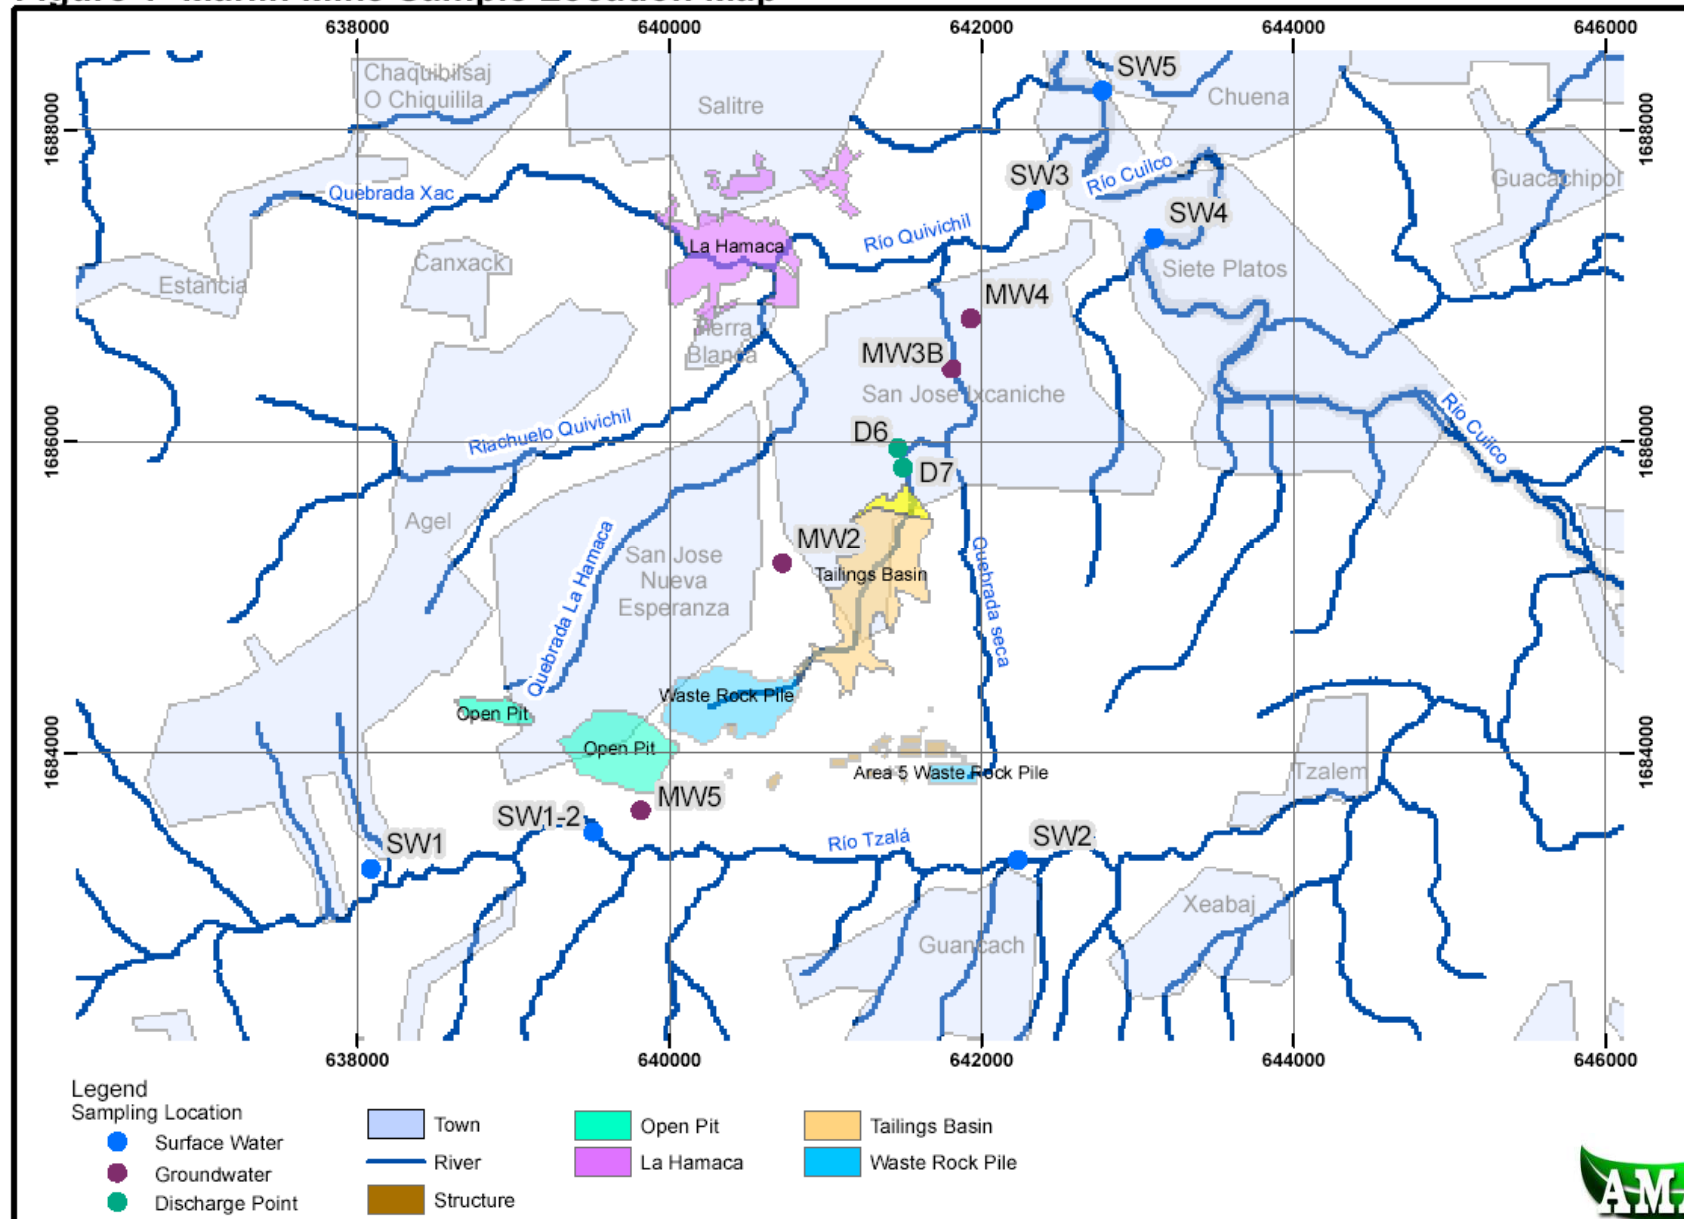 638000
640000
642000
644000
646000
SW5
Chaquibilsaj
O Chiquilila
Salitre
Chuena
1688000
1688000
SW3
Río Cuilco
Guacachipol
Quebrada Xac
SW4
La Hamaca
Río Quivichil
Canxack
Siete Platos
Estancia
MW4
Tierra
Blanca
MW3B
San Jose Ixcaniche
Riachuelo Quivichil
D6
Río Cuilco
1686000
1686000
D7
Agel
MW2
San Jose
Nueva
Esperanza
Quebrada La Hamaca
Tailings Basin
Quebrada seca
Waste Rock Pile
Open Pit
Open Pit
1684000
1684000
Area 5 Waste Rock Pile
Tzalem
MW5
SW1-2
SW1
Río Tzalá
SW2
Xeabaj
Guancach
638000
640000
642000
644000
646000
Legend
Sampling Location
Surface Water
Groundwater
Discharge Point
Town
River
Structure
Open Pit
La Hamaca
Tailings Basin
Waste Rock Pile